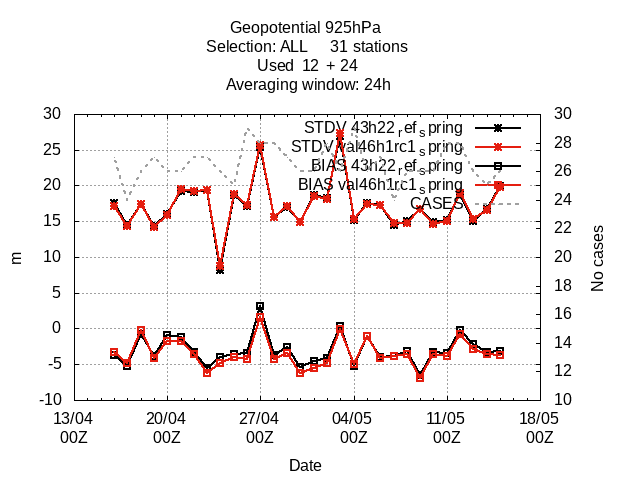 Geopotential 925hPa
Selection: ALL 31 stations
Used 12 + 24
Averaging window: 24h
STDV 43h22_ref_spring
STDV val46h1rc1_spring
BIAS 43h22_ref_spring
BIAS val46h1rc1_spring
CASES
30
25
20
15
10
5
0
-5
-10
m
30
28
26
24
22
20
18
16
14
12
10
No cases
13/04 20/04 27/04 04/05 11/05 18/05
00Z 00Z 00Z 00Z 00Z 00Z
Date